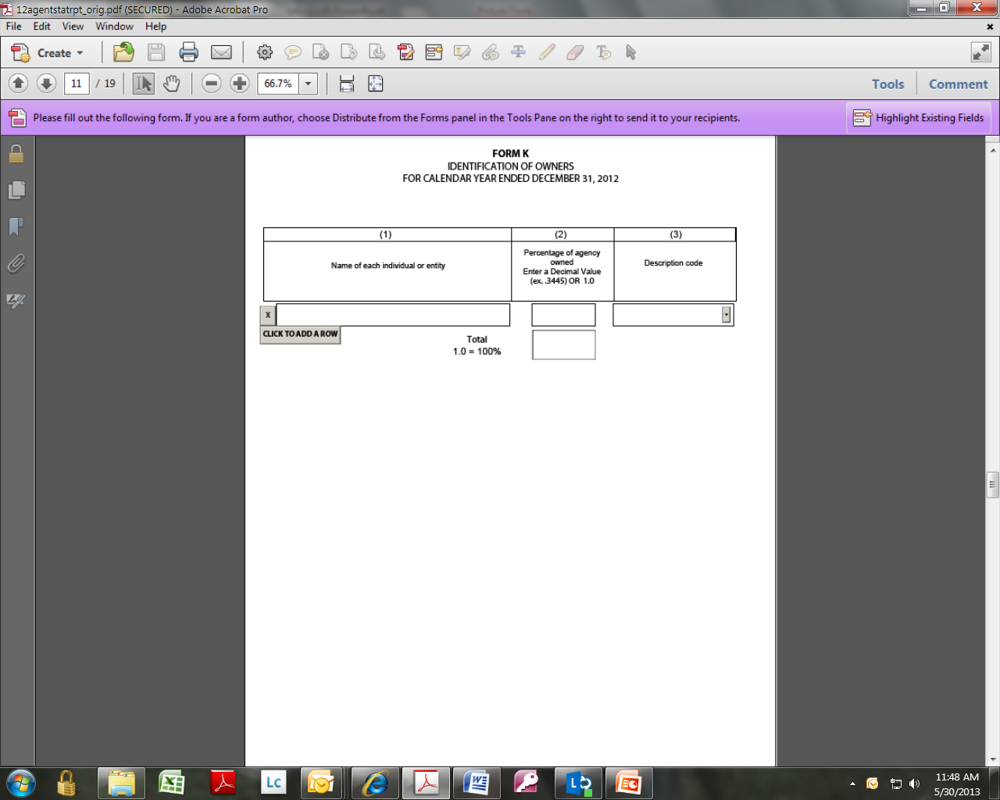 12agentstatrpt_orig.pdf (SECURED) - Adobe Acrobat Pro
File Edit View Window Help
Create
11 / 19
66.7%
Tools Comment
Please fill out the following form. If you are a form author, choose Distribute from the Forms panel in the Tools Pane on the right to send it to your recipients.
Highlight Existing Fields
FORM K
IDENTIFICATION OF OWNERS
FOR CALENDAR YEAR ENDED DECEMBER 31, 2012
(1) (2) (3)
Name of each individual or entity
Percentage of agency
owned
Enter a Decimal Value
(ex. .3445) OR 1.0
Description code
X
CLICK TO ADD A ROW
Total
1.0 = 100%
Lc
11:48 AM
5/30/2013